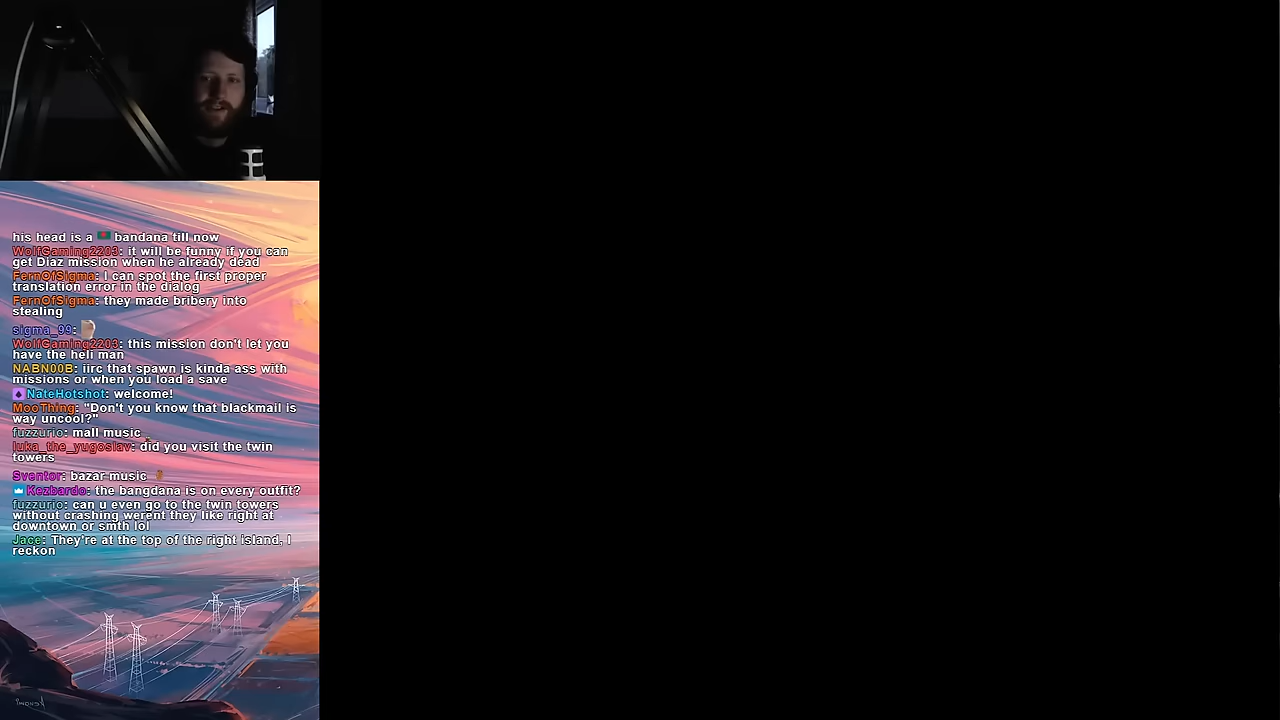 his head is a bandana till now
WolfGaming2203: it will be funny if you can
get Diaz mission when he already dead
FernOfSigma: I can spot the first proper
translation error in the dialog
FernOfSigma: they made bribery into
stealing
sigma_99:
WolfGaming2203: this mission don't let you
have the heli man
NABN00B: iirc that spawn is kinda ass with
missions or when you load a save
NateHotshot: welcome!
MooThing: "Don't you know that blackmail is
way uncool?"
fuzzurio: mall music
luka_the_yugoslav: did you visit the twin
towers
Sventor: bazar music
Kezbardo: the bangdana is on every outfit?
fuzzurio: can u even go to the twin towers
without crashing werent they like right at
downtown or smth lol
Jace: They're at the top of the right island, I
reckon